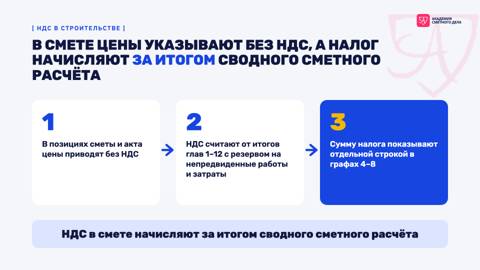 [ НДС В СТРОИТЕЛЬСТВЕ ]
АКАДЕМИЯ
СМЕТНОГО ДЕЛА
В СМЕТЕ ЦЕНЫ УКАЗЫВАЮТ БЕЗ НДС, А НАЛОГ
НАЧИСЛЯЮТ ЗА ИТОГОМ СВОДНОГО СМЕТНОГО
РАСЧЁТА
1
В позициях сметы и акта
цены приводят без НДС
2
НДС считают от итогов
глав 1–12 с резервом на
непредвиденные работы
и затраты
3
Сумму налога показывают
отдельной строкой в
графах 4–8
НДС в смете начисляют за итогом сводного сметного расчёта